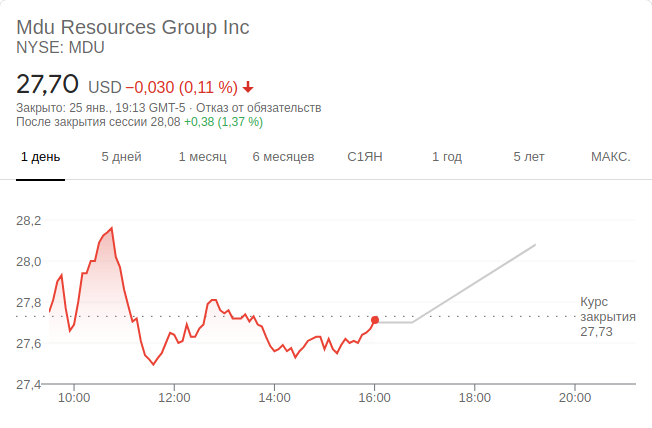 Mdu Resources Group Inc
NYSE: MDU
27,70 USD −0,030 (0,11 %)
Закрыто: 25 янв., 19:13 GMT-5 · Отказ от обязательств
После закрытия сессии 28,08 +0,38 (1,37 %)
1 день 5 дней 1 месяц 6 месяцев С1ЯН 1 год 5 лет МАКС.
28,2
28,0
27,8
27,6
27,4
Курс
закрытия
27,73
10:00 12:00 14:00 16:00 18:00 20:00